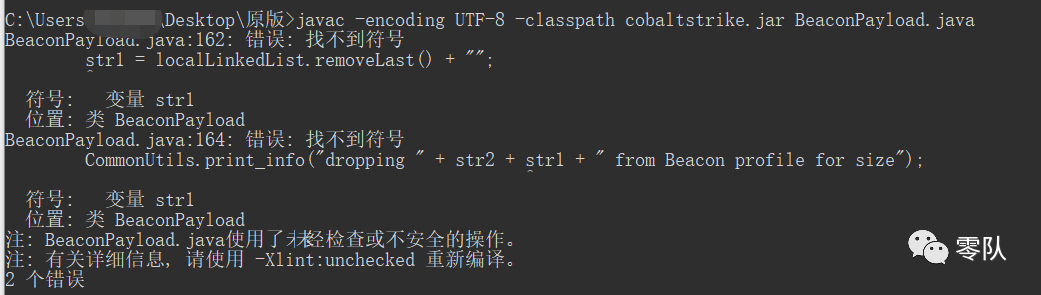 C:\Users\Desktop\原版>javac -encoding UTF-8 -classpath cobaltstrike.jar BeaconPayload.java
BeaconPayload.java:162: 错误: 找不到符号
str1 = localLinkedList.removeLast() + "";
^
符号: 变量 str1
位置: 类 BeaconPayload
BeaconPayload.java:164: 错误: 找不到符号
CommonUtils.print_info("dropping " + str2 + str1 + " from Beacon profile for size");
^
符号: 变量 str1
位置: 类 BeaconPayload
注: BeaconPayload.java使用了未经检查或不安全的操作。
注: 有关详细信息, 请使用 -Xlint:unchecked 重新编译。
2 个错误
零队